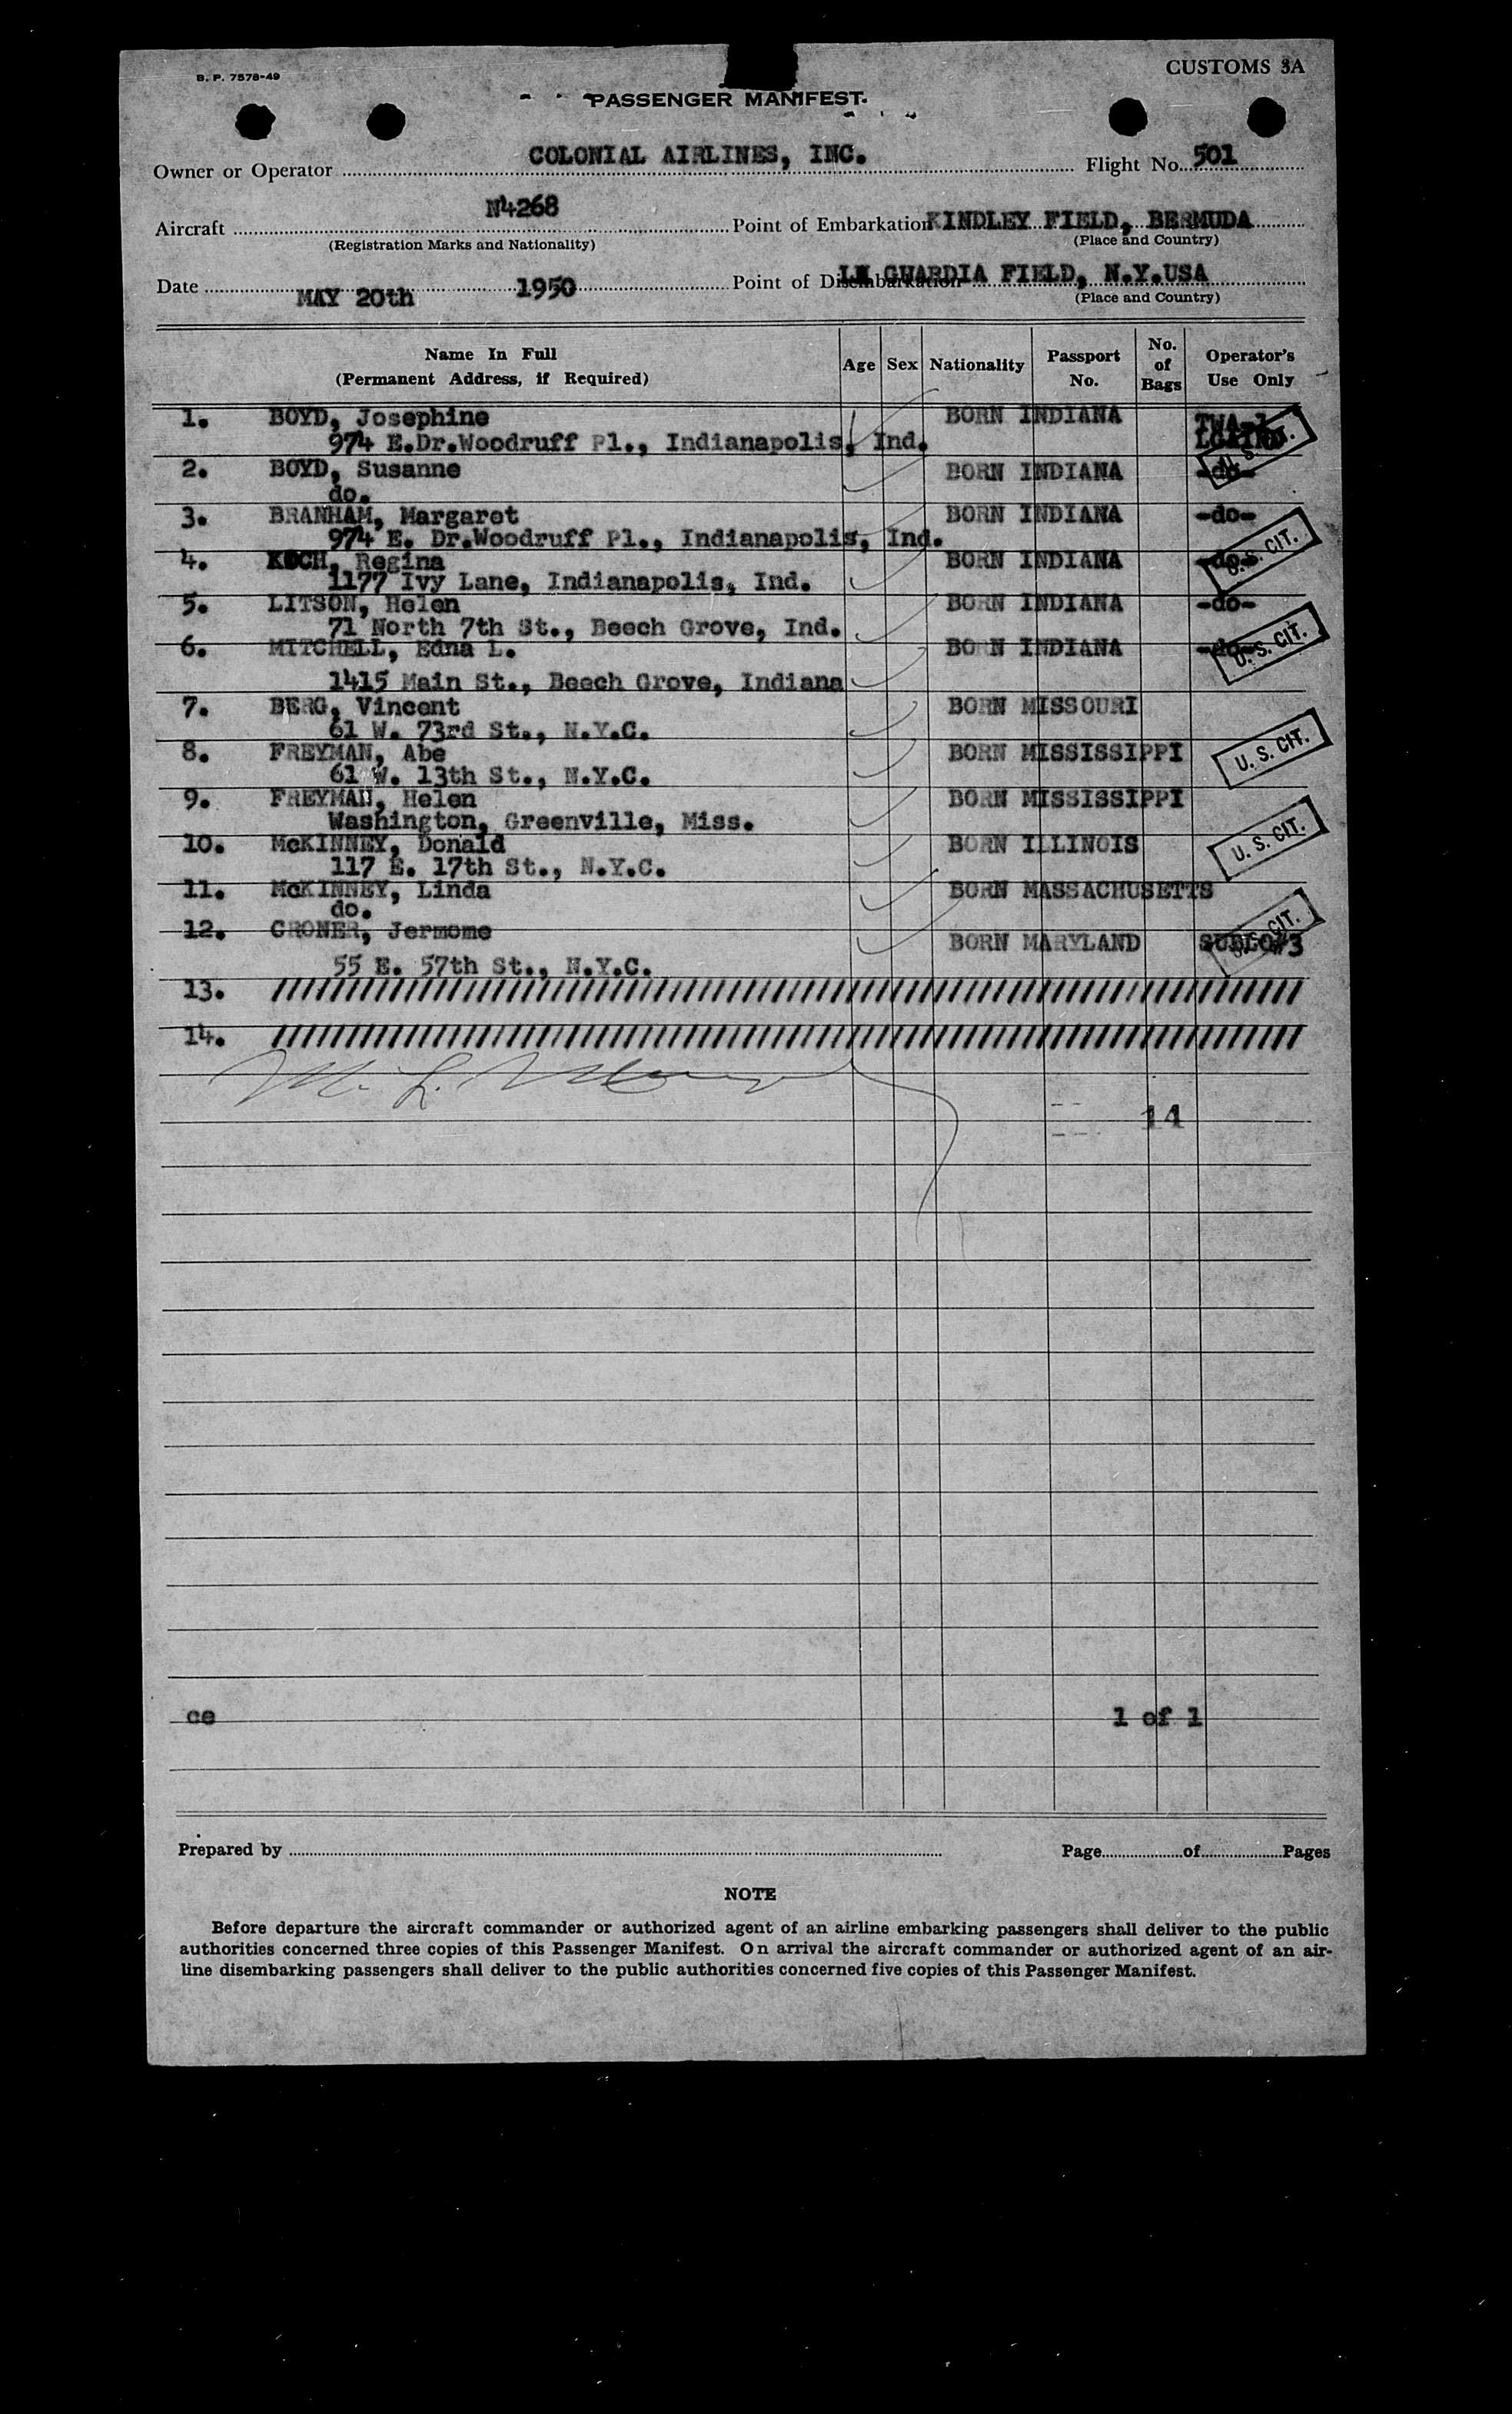 B. P. 7578-49
CUSTOMS 3A
PASSENGER MANIFEST.
Owner or Operator COLONIAL AIRLINES, INC. Flight No. 501
Aircraft N4268 Point of Embarkation KINDLEY FIELD, BERMUDA
(Registration Marks and Nationality) (Place and Country)
Date MAY 20th 1950 Point of Disembarkation LA GUARDIA FIELD, N.Y.USA
(Place and Country)
Name In Full (Permanent Address, if Required) Age Sex Nationality Passport No. No. of Bags Operator's Use Only
1. BOYD, Josephine BORN INDIANA TWA-1
974 E.Dr.Woodruff Pl., Indianapolis, Ind.
2. BOYD, Susanne BORN INDIANA -do-
do.
3. BRANHAM, Margaret BORN INDIANA -do-
974 E. Dr.Woodruff Pl., Indianapolis, Ind.
U. S. CIT.
4. KOCH, Regina BORN INDIANA -do-
1177 Ivy Lane, Indianapolis, Ind.
5. LITSON, Helen BORN INDIANA -do-
71 North 7th St., Beech Grove, Ind.
U. S. CIT.
6. MITCHELL, Edna L. BORN INDIANA -do-
1415 Main St., Beech Grove, Indiana
7. BERG, Vincent BORN MISSOURI
61 W. 73rd St., N.Y.C.
8. FREYMAN, Abe BORN MISSISSIPPI U. S. CIT.
61 W. 13th St., N.Y.C.
9. FREYMAN, Helen BORN MISSISSIPPI
Washington, Greenville, Miss.
10. McKINNEY, Donald BORN ILLINOIS U. S. CIT.
117 E. 17th St., N.Y.C.
11. McKINNEY, Linda BORN MASSACHUSETTS
do.
U. S. CIT.
12. CRONER, Jermome BORN MARYLAND
55 E. 57th St., N.Y.C.
13. ////////////////////////////////////////////////////////////
14. ////////////////////////////////////////////////////////////
M. L.
14
ce 1 of 1
Prepared by Page of Pages
NOTE
Before departure the aircraft commander or authorized agent of an airline embarking passengers shall deliver to the public
authorities concerned three copies of this Passenger Manifest. On arrival the aircraft commander or authorized agent of an air-
line disembarking passengers shall deliver to the public authorities concerned five copies of this Passenger Manifest.